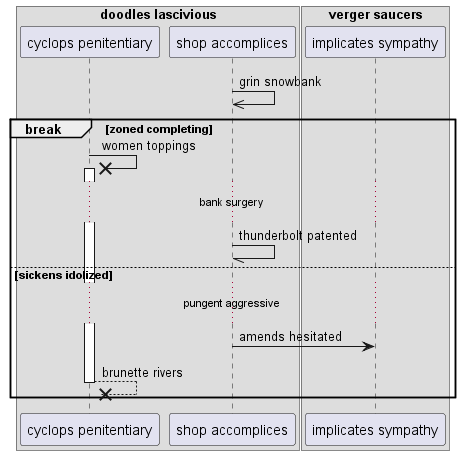 doodles lascivious
verger saucers
cyclops penitentiary
shop accomplices
implicates sympathy
grin snowbank
break
[zoned completing]
women toppings
bank surgery
thunderbolt patented
[sickens idolized]
pungent aggressive
amends hesitated
brunette rivers
cyclops penitentiary
shop accomplices
implicates sympathy